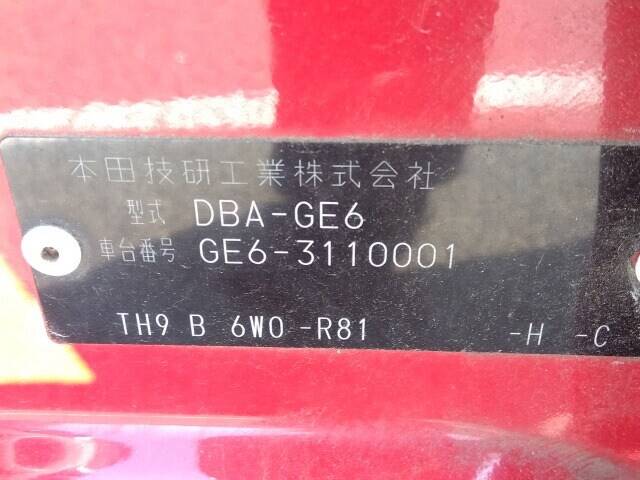 本田技研工業株式会社
型式 DBA-GE6
車台番号 GE6-3110001
TH9 B 6W0 -R81 -H -C